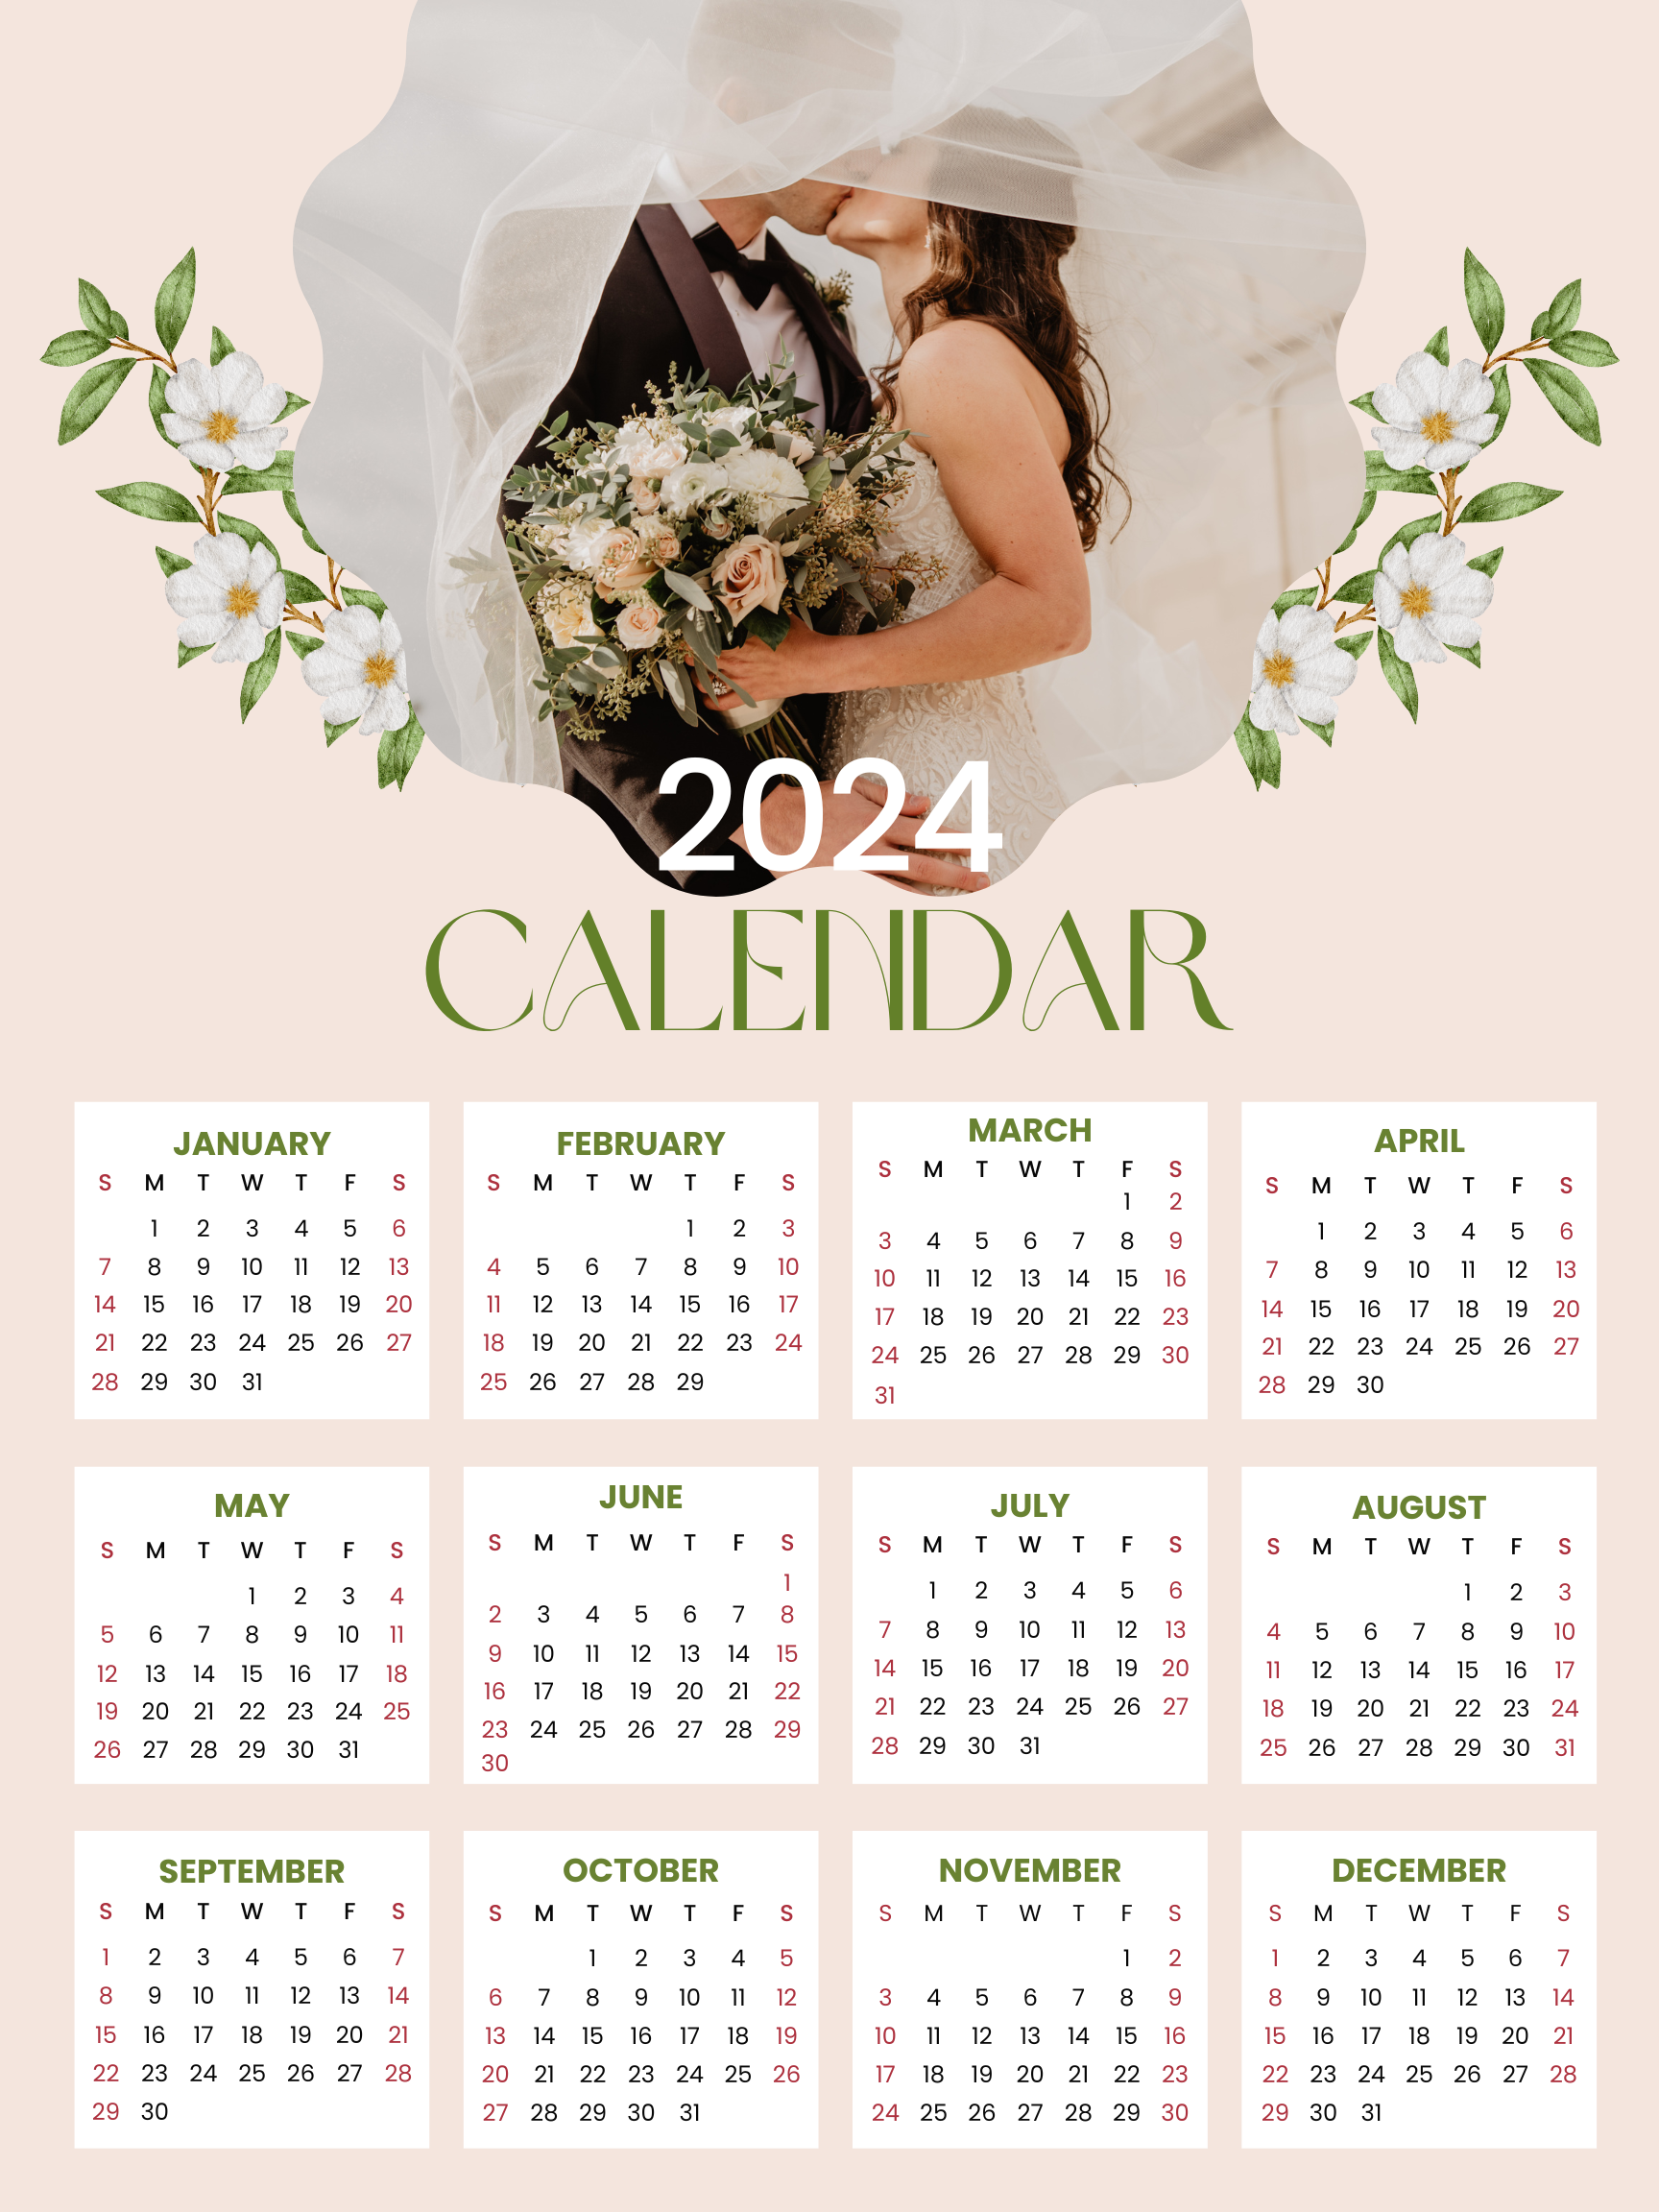 2024
CALENDAR
JANUARY
S M T W T F S
1 2 3 4 5 6
7 8 9 10 11 12 13
14 15 16 17 18 19 20
21 22 23 24 25 26 27
28 29 30 31
FEBRUARY
S M T W T F S
1 2 3
4 5 6 7 8 9 10
11 12 13 14 15 16 17
18 19 20 21 22 23 24
25 26 27 28 29
MARCH
S M T W T F S
1 2
3 4 5 6 7 8 9
10 11 12 13 14 15 16
17 18 19 20 21 22 23
24 25 26 27 28 29 30
31
APRIL
S M T W T F S
1 2 3 4 5 6
7 8 9 10 11 12 13
14 15 16 17 18 19 20
21 22 23 24 25 26 27
28 29 30
MAY
S M T W T F S
1 2 3 4
5 6 7 8 9 10 11
12 13 14 15 16 17 18
19 20 21 22 23 24 25
26 27 28 29 30 31
JUNE
S M T W T F S
1
2 3 4 5 6 7 8
9 10 11 12 13 14 15
16 17 18 19 20 21 22
23 24 25 26 27 28 29
30
JULY
S M T W T F S
1 2 3 4 5 6
7 8 9 10 11 12 13
14 15 16 17 18 19 20
21 22 23 24 25 26 27
28 29 30 31
AUGUST
S M T W T F S
1 2 3
4 5 6 7 8 9 10
11 12 13 14 15 16 17
18 19 20 21 22 23 24
25 26 27 28 29 30 31
SEPTEMBER
S M T W T F S
1 2 3 4 5 6 7
8 9 10 11 12 13 14
15 16 17 18 19 20 21
22 23 24 25 26 27 28
29 30
OCTOBER
S M T W T F S
1 2 3 4 5
6 7 8 9 10 11 12
13 14 15 16 17 18 19
20 21 22 23 24 25 26
27 28 29 30 31
NOVEMBER
S M T W T F S
1 2
3 4 5 6 7 8 9
10 11 12 13 14 15 16
17 18 19 20 21 22 23
24 25 26 27 28 29 30
DECEMBER
S M T W T F S
1 2 3 4 5 6 7
8 9 10 11 12 13 14
15 16 17 18 19 20 21
22 23 24 25 26 27 28
29 30 31